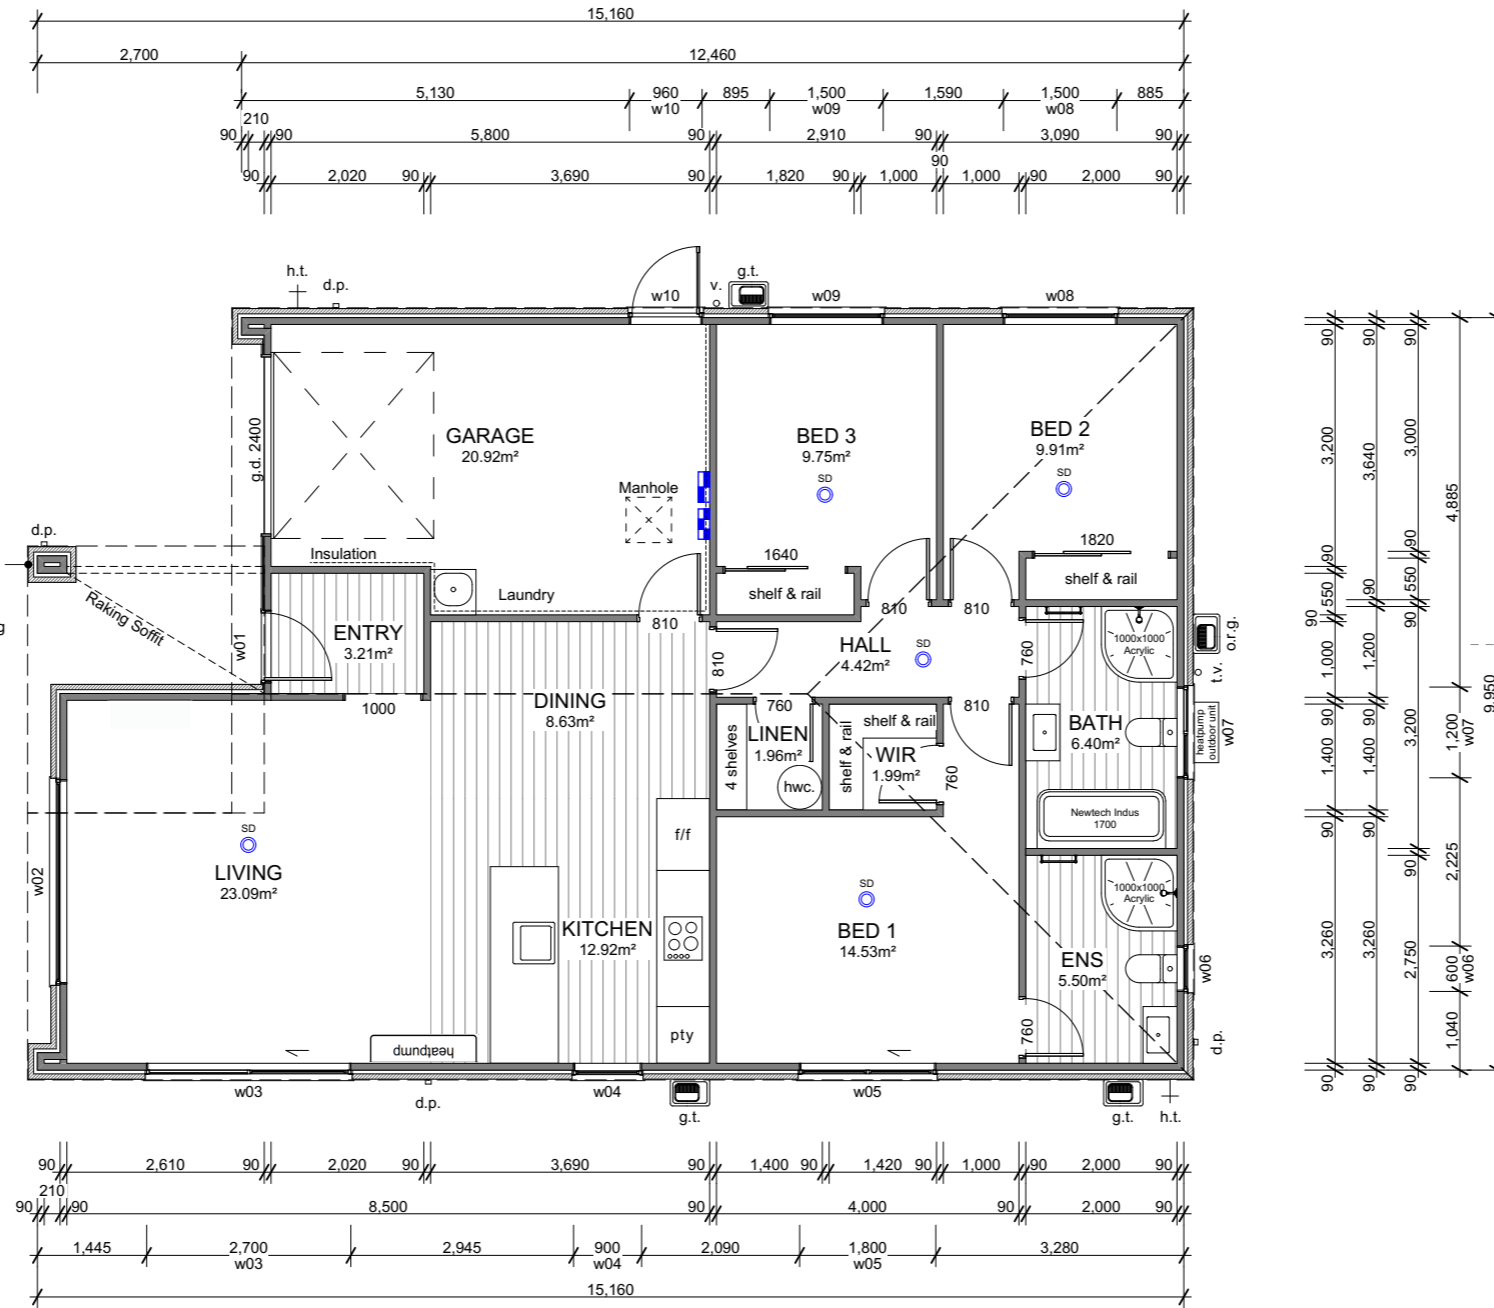 15,160
2,700 12,460
5,130 960 895 1,500 1,590 1,500 885
w10 w09 w08
210
90 90 5,800 90 2,910 90 3,090 90
90
90 2,020 90 3,690 90 1,820 90 1,000 1,000 90 2,000 90
h.t. d.p. v. g.t.
w10 w09 w08
g.d. 2400
GARAGE
20.92m²
BED 3
9.75m²
SD
BED 2
9.91m²
SD
Manhole
d.p.
Insulation
Laundry
1640
shelf & rail
1820
shelf & rail
Raking Soffit
g
w01
ENTRY
3.21m²
810
810
810
810
HALL
4.42m²
SD
760
1000x1000
Acrylic
o.r.g.
t.v.
1000
DINING
8.63m²
760
LINEN
1.96m²
4 shelves
hwc.
shelf & rail
shelf & rail
WIR
1.99m²
760
810
BATH
6.40m²
heatpump
outdoor unit
w07
Newtech Indus
1700
w02
SD
LIVING
23.09m²
f/f
KITCHEN
12.92m²
pty
heatpump
SD
BED 1
14.53m²
1000x1000
Acrylic
ENS
5.50m²
760
w06
d.p.
w03 d.p. w04 g.t. w05 g.t. h.t.
90 3,200 90 550 90 1,000 90 1,400 90 3,260 90
90 3,640 90 1,200 90 1,400 90 3,260 90
90 3,000 90 550 90 3,200 90 2,750 90
4,885 1,200 2,225 600 1,040
w07 w06
9,950
90 2,610 90 2,020 90 3,690 90 1,400 90 1,420 90 1,000 90 2,000 90
210
90 90 8,500 90 4,000 90 2,000 90
1,445 2,700 2,945 900 2,090 1,800 3,280
w03 w04 w05
15,160